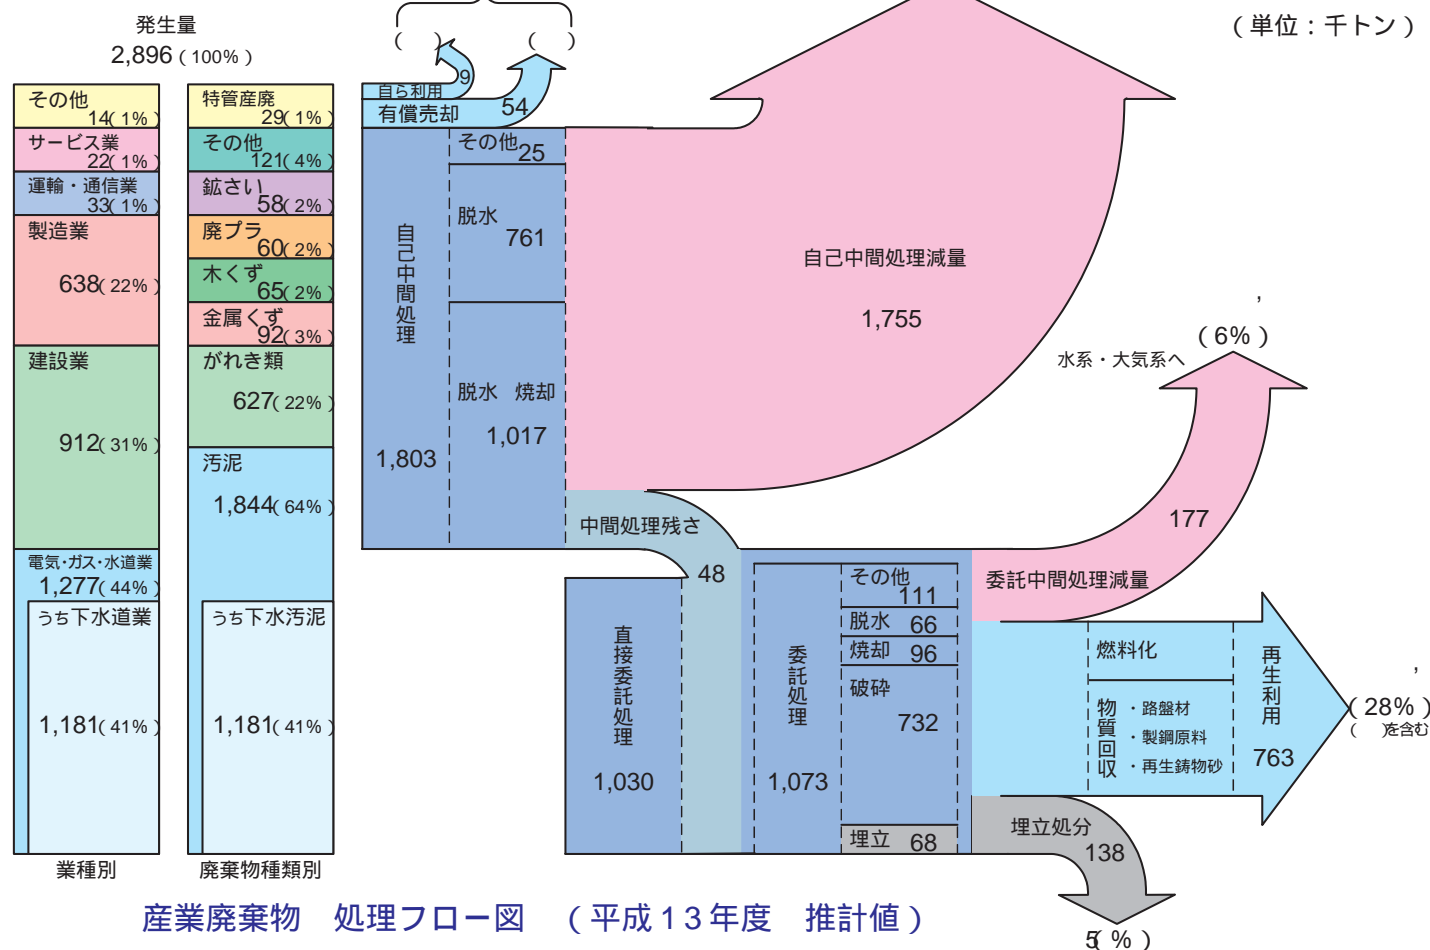 (単位：千トン)
発生量
2,896 (100%)
( ) ( )
その他
14(1%)
サービス業
22(1%)
運輸・通信業
33(1%)
製造業
638(22%)
建設業
912(31%)
電気・ガス・水道業
1,277(44%)
うち下水道業
1,181(41%)
業種別
特管産廃
29(1%)
その他
121(4%)
鉱さい
58(2%)
廃プラ
60(2%)
木くず
65(2%)
金属くず
92(3%)
がれき類
627(22%)
汚泥
1,844(64%)
うち下水汚泥
1,181(41%)
廃棄物種類別
自ら利用
9
有償売却
54
自己中間処理
1,803
その他
25
脱水
761
脱水 焼却
1,017
自己中間処理減量
1,755
中間処理残さ
48
直接委託処理
1,030
委託処理
1,073
その他
111
脱水 66
焼却 96
破砕
732
埋立 68
,
(6%)
水系・大気系へ
177
委託中間処理減量
燃料化
物質回収
・路盤材
・製鋼原料
・再生鋳物砂
再生利用
763
,
(28%)
( )を含む
埋立処分
138
5( %)
産業廃棄物 処理フロー図 (平成13年度 推計値)